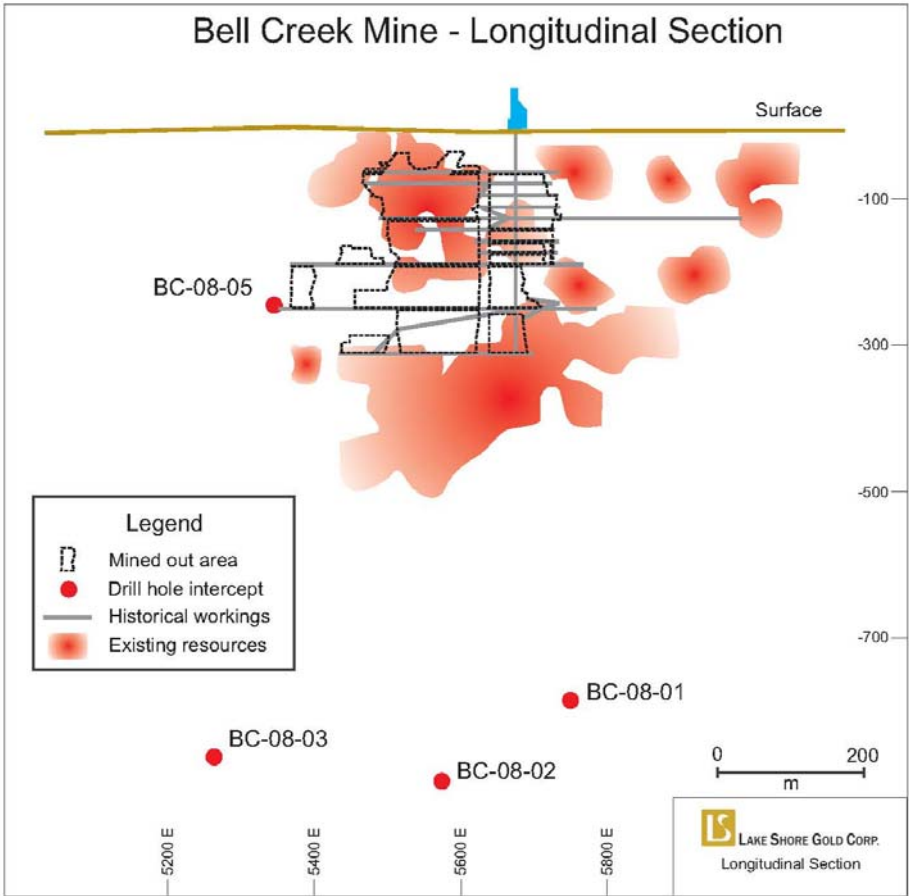 Bell Creek Mine - Longitudinal Section
Surface
-100
BC-08-05
-300
-500
Legend
Mined out area
Drill hole intercept
Historical workings
Existing resources
-700
BC-08-01
BC-08-03
BC-08-02
0 200
m
5200 E
5400 E
5600 E
5800 E
LS LAKE SHORE GOLD CORP.
Longitudinal Section